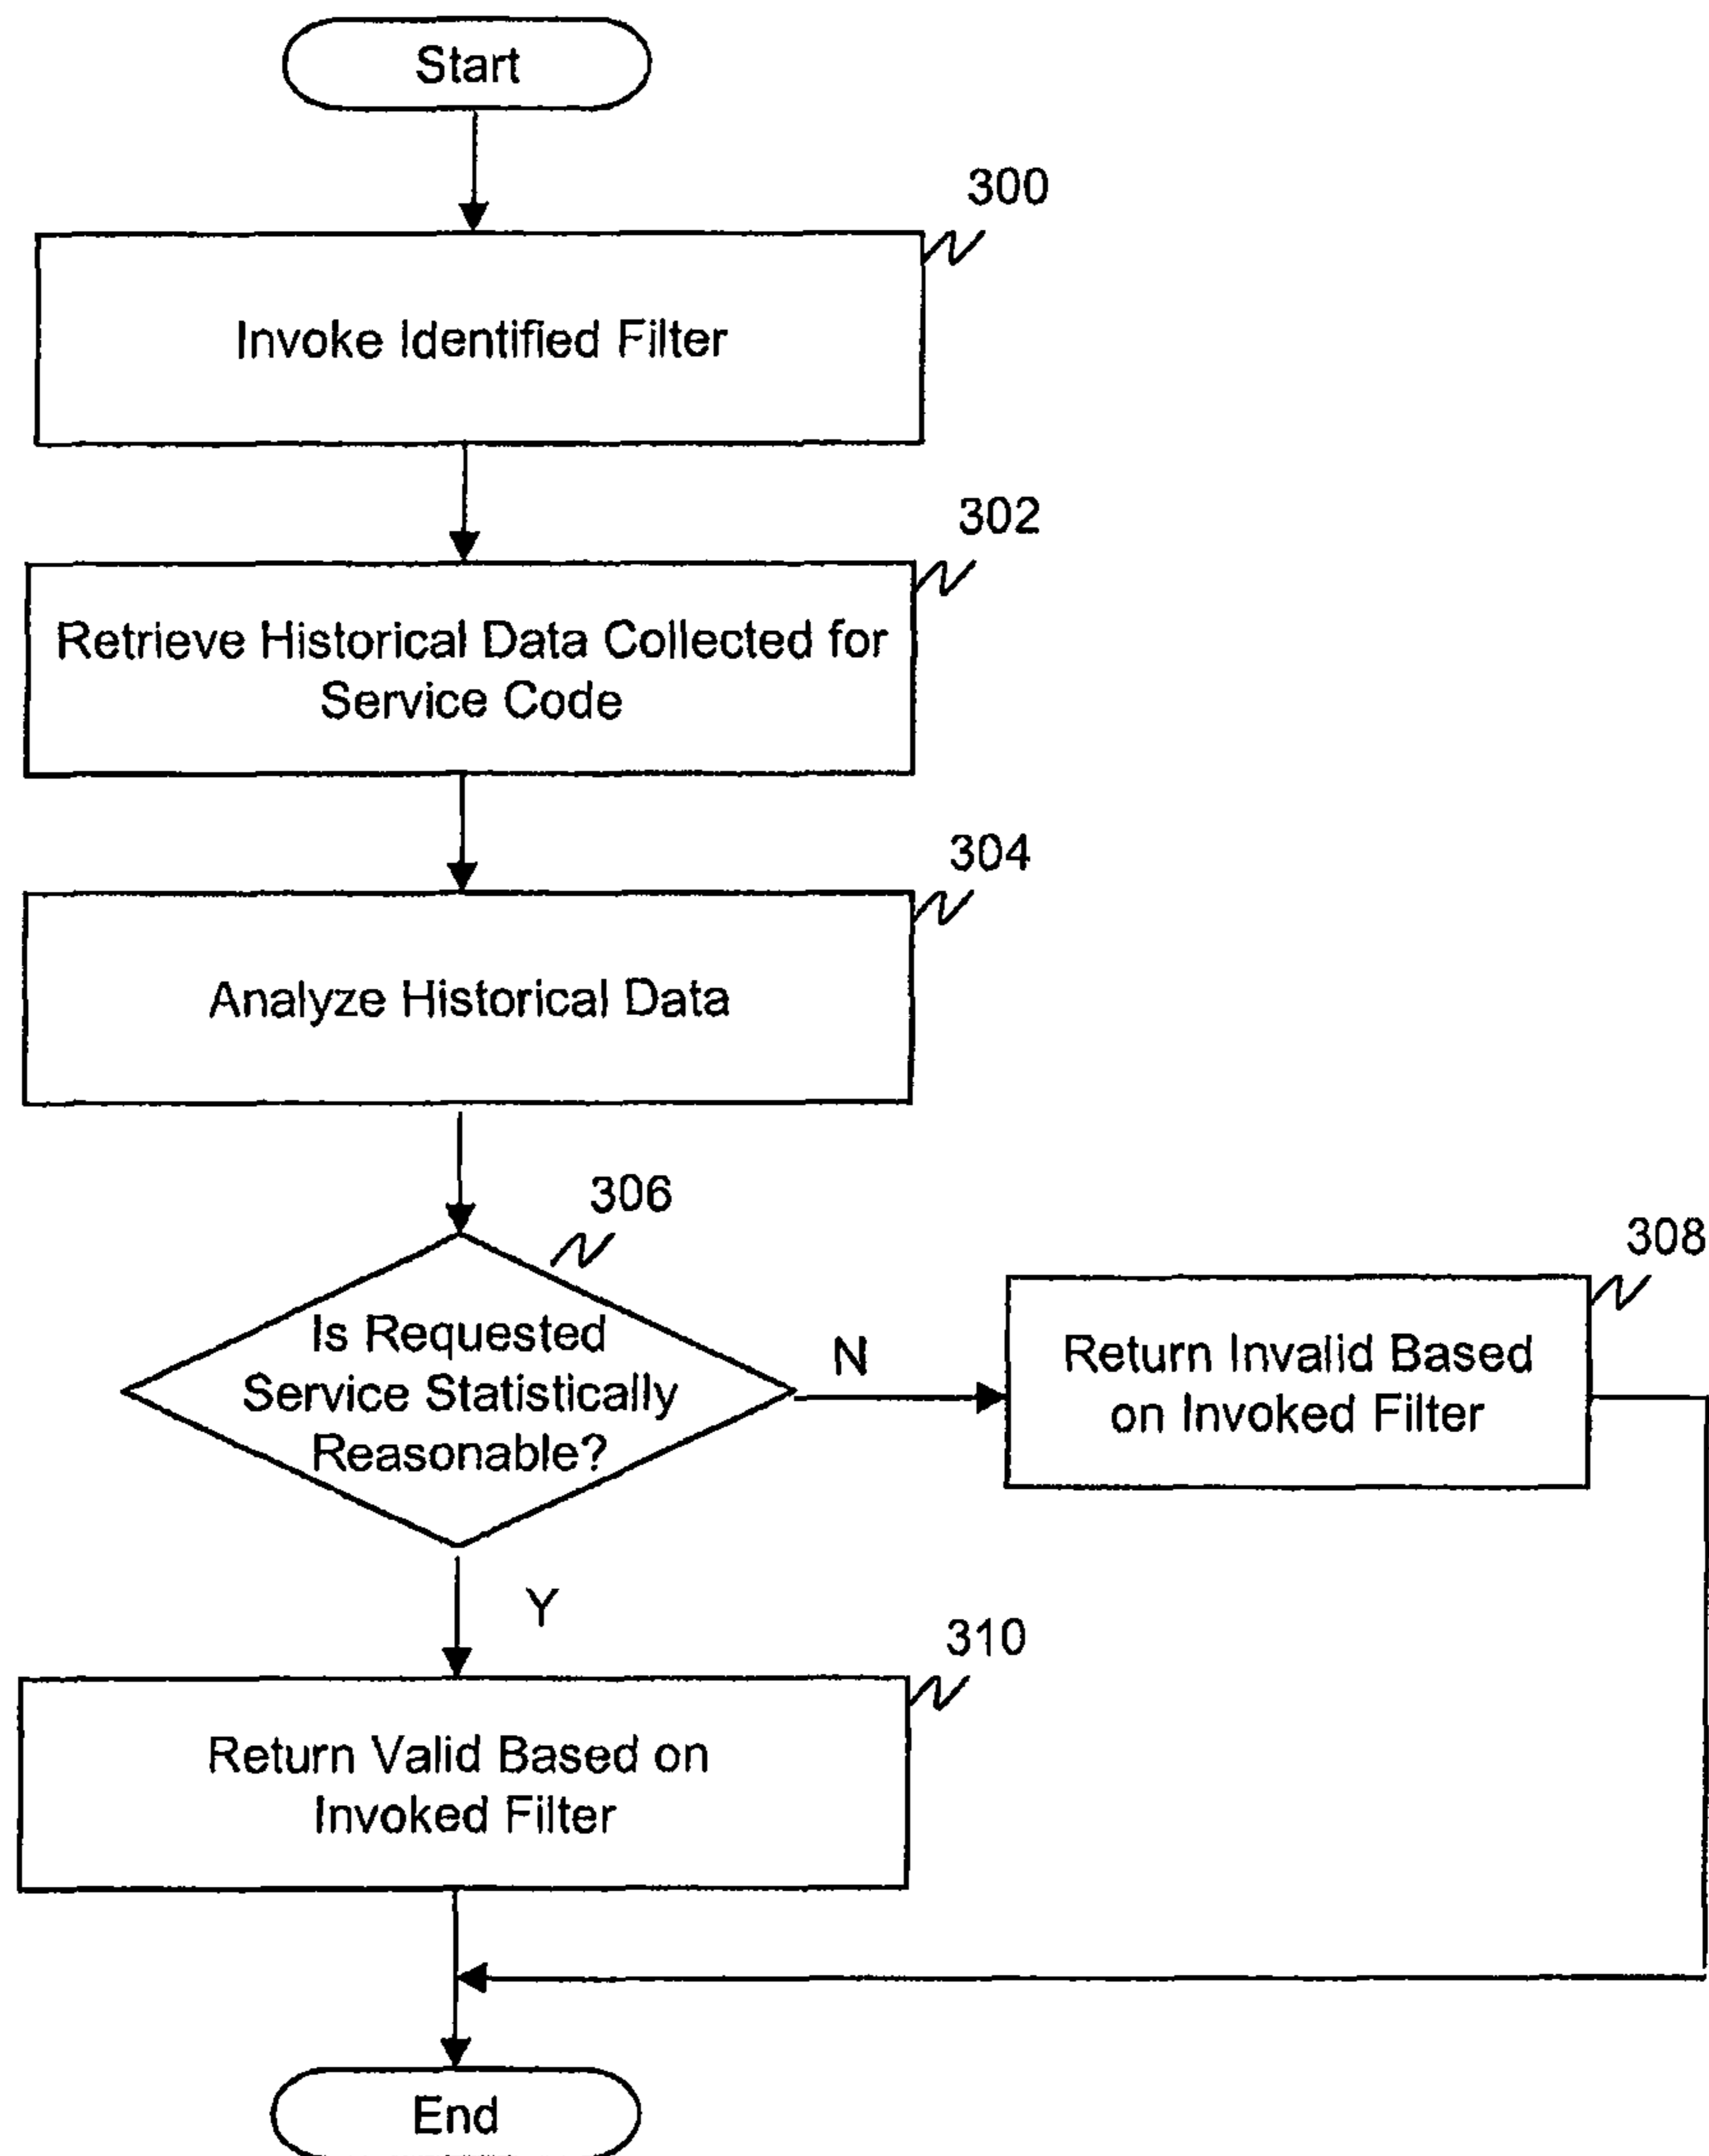 Start
300
Invoke Identified Filter
302
Retrieve Historical Data Collected for
Service Code
304
Analyze Historical Data
306
Is Requested
Service Statistically
Reasonable?
N
308
Return Invalid Based
on Invoked Filter
Y
310
Return Valid Based on
Invoked Filter
End